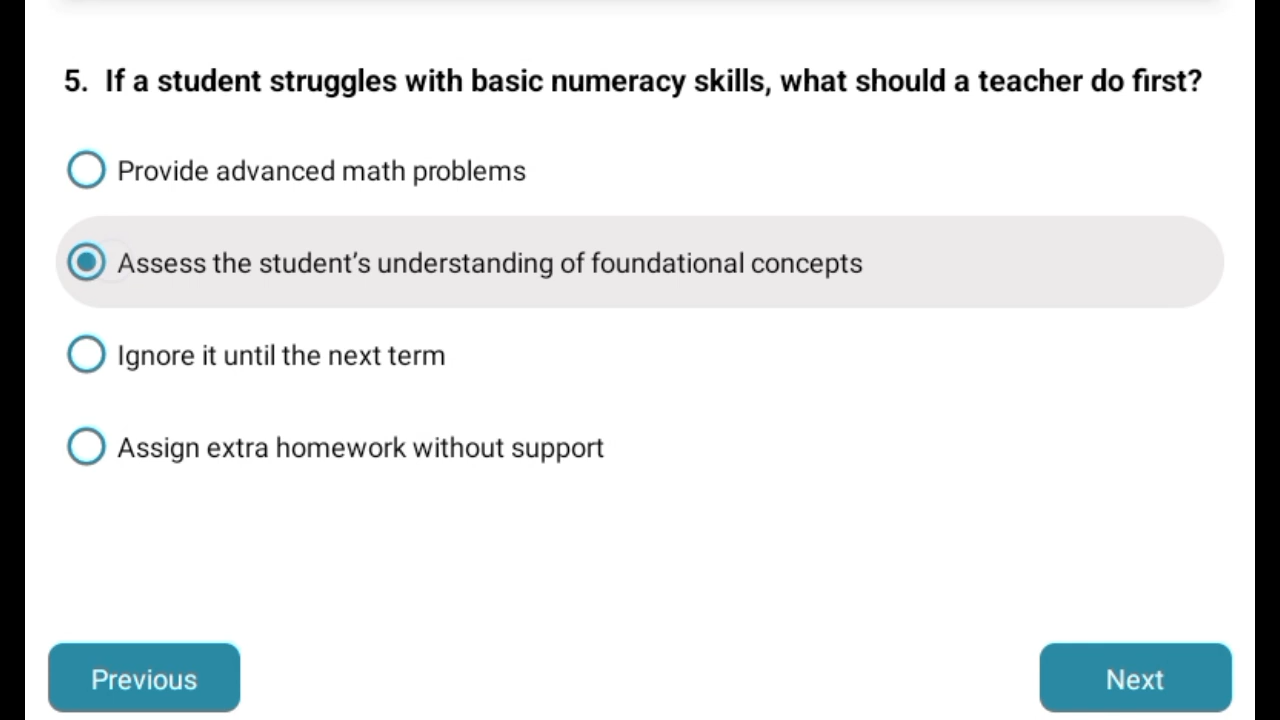 5. If a student struggles with basic numeracy skills, what should a teacher do first?
Provide advanced math problems
Assess the student’s understanding of foundational concepts
Ignore it until the next term
Assign extra homework without support
Previous
Next